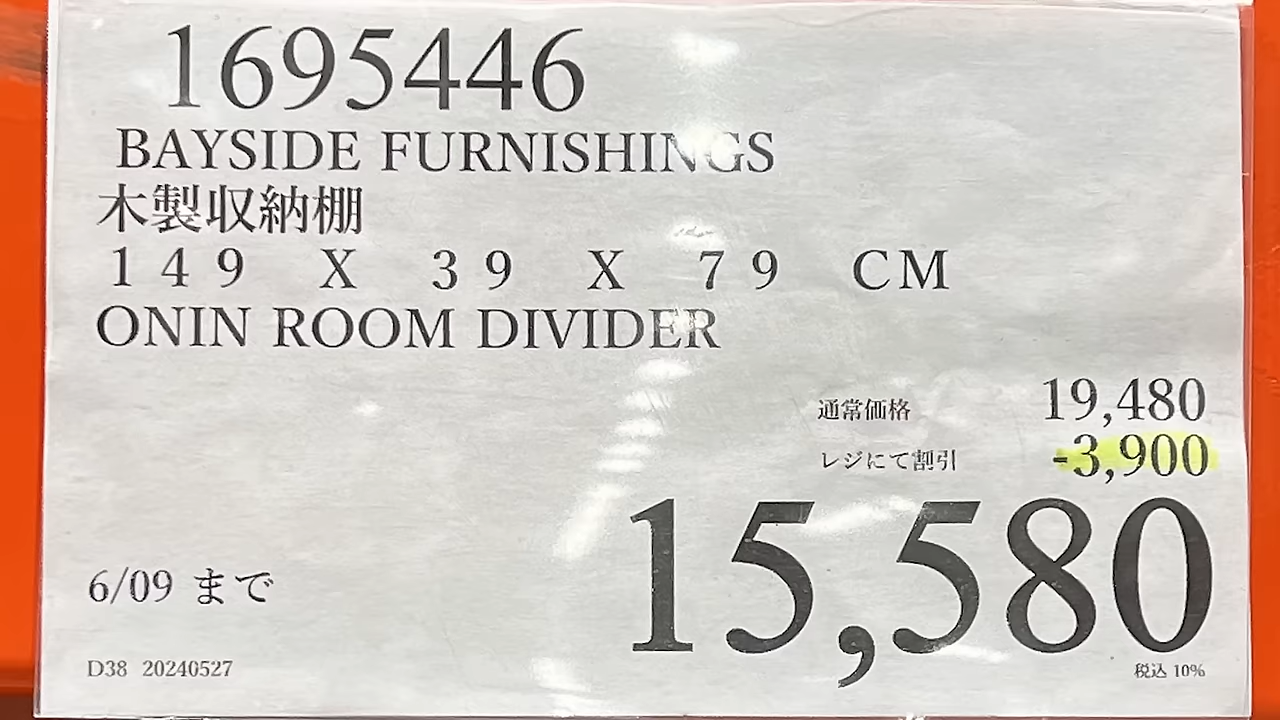 1695446
BAYSIDE FURNISHINGS
木製収納棚
149 X 39 X 79 CM
ONIN ROOM DIVIDER
通常価格 19,480
レジにて割引 -3,900
15,580
6/09 まで
D38 20240527
税込 10%